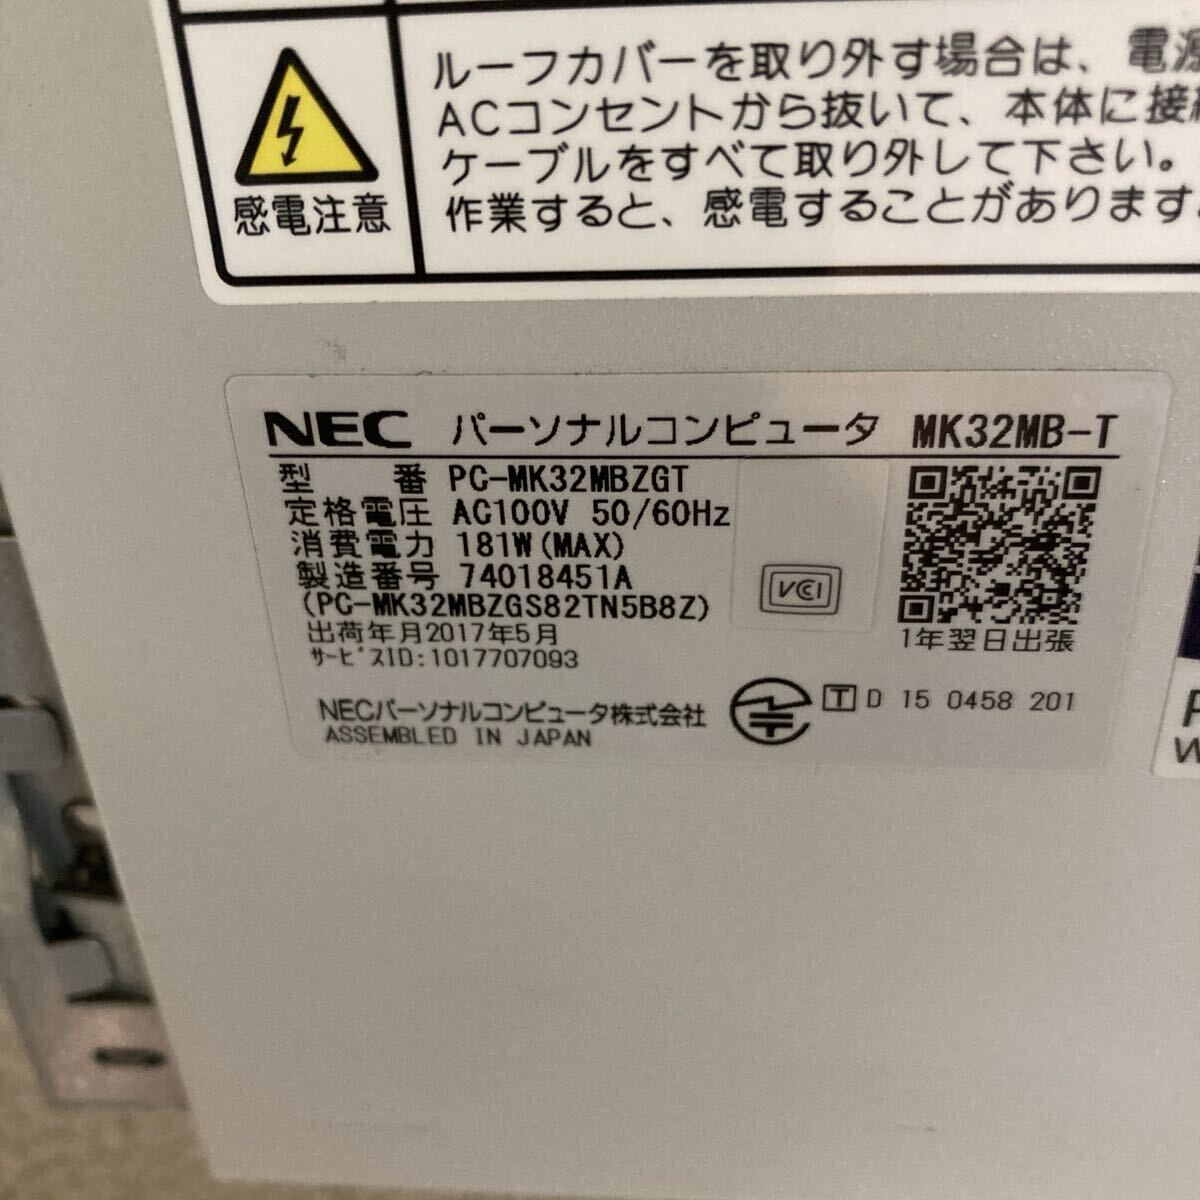 感電注意
ルーフカバーを取り外す場合は、電源
ACコンセントから抜いて、本体に接続
ケーブルをすべて取り外して下さい。
作業すると、感電することがあります。
NEC パーソナルコンピュータ MK32MB-T
型 番 PC-MK32MBZGT
定格電圧 AC100V 50/60Hz
消費電力 181W(MAX)
製造番号 74018451A
(PC-MK32MBZGS82TN5B8Z)
出荷年月2017年5月
サービスID:1017707093
VCCI
1年翌日出張
NECパーソナルコンピュータ株式会社
ASSEMBLED IN JAPAN
T D 15 0458 201